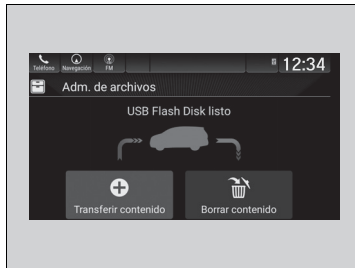 Teléfono Navegación FM 12:34
Adm. de archivos
USB Flash Disk listo
Transferir contenido Borrar contenido